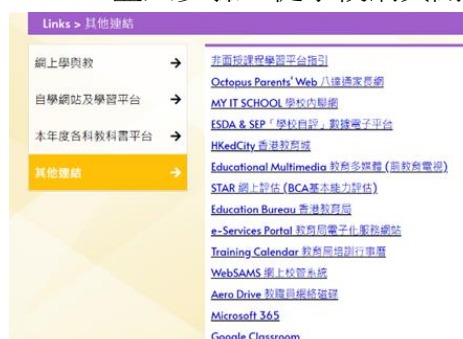 Links > 其他連結
網上學與教
自學網站及學習平台
本年度各科教科書平台
其他連結
非面授課程學習平台指引
Octopus Parents' Web 八達通家長網
MY IT SCHOOL 學校內聯網
ESDA & SEP「學校自評」數據電子平台
HKedCity 香港教育城
Educational Multimedia 教育多媒體 (前教育電視)
STAR 網上評估 (BCA基本能力評估)
Education Bureau 香港教育局
e-Services Portal 教育局電子化服務網站
Training Calendar 教育局培訓行事曆
WebSAMS 網上校管系統
Aero Drive 教職員網絡磁碟
Microsoft 365
Google Classroom